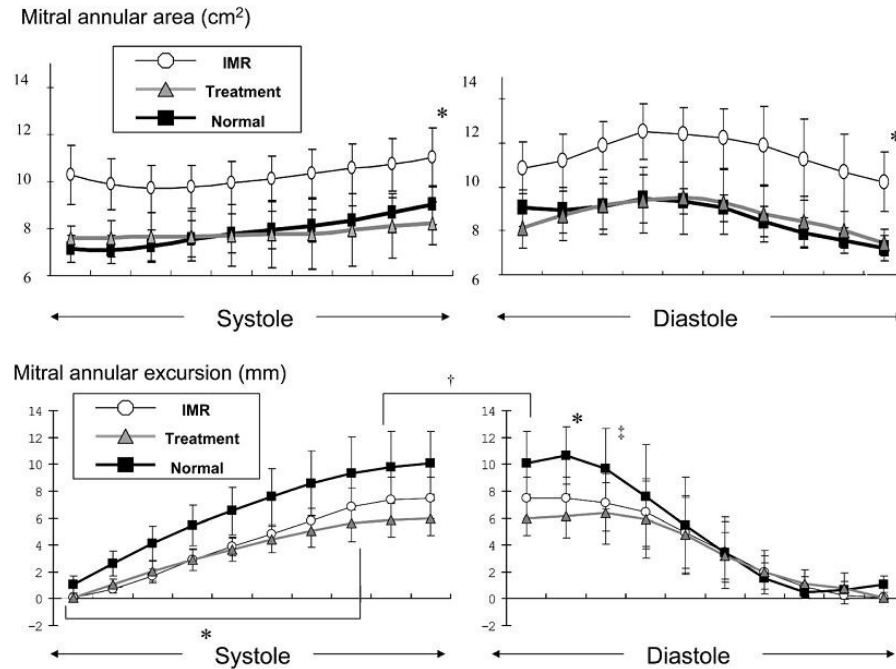 Mitral annular area (cm²)
14
12
10
8
6
IMR
Treatment
Normal
*
Systole
14
12
10
8
6
*
Diastole
Mitral annular excursion (mm)
14
12
10
8
6
4
2
0
−2
IMR
Treatment
Normal
†
*
Systole
14
12
10
8
6
4
2
0
−2
*
‡
Diastole